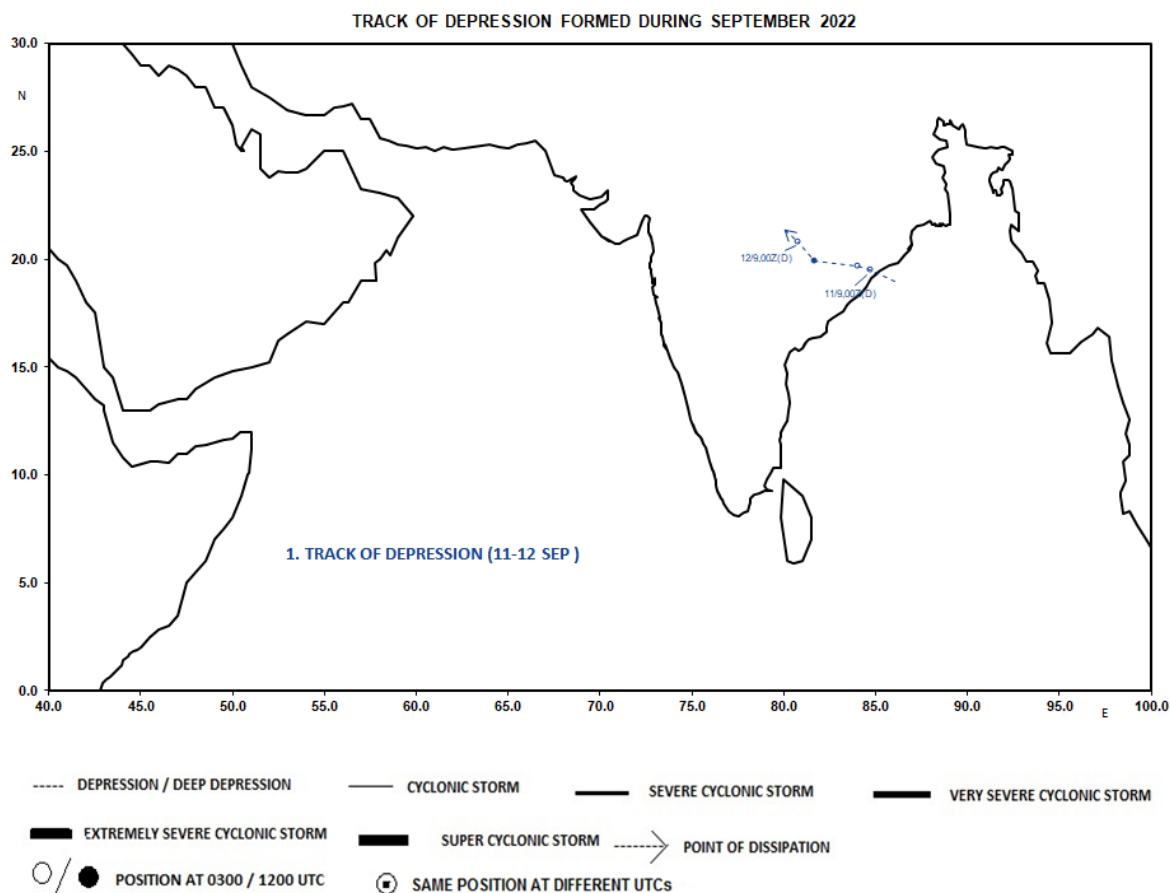 TRACK OF DEPRESSION FORMED DURING SEPTEMBER 2022
30.0
N
25.0
20.0
15.0
10.0
5.0
0.0
12/9,00Z(D)
11/9,00Z(D)
1. TRACK OF DEPRESSION (11-12 SEP )
40.0 45.0 50.0 55.0 60.0 65.0 70.0 75.0 80.0 85.0 90.0 95.0 100.0
E
DEPRESSION / DEEP DEPRESSION CYCLONIC STORM SEVERE CYCLONIC STORM VERY SEVERE CYCLONIC STORM
EXTREMELY SEVERE CYCLONIC STORM SUPER CYCLONIC STORM POINT OF DISSIPATION
/ POSITION AT 0300 / 1200 UTC SAME POSITION AT DIFFERENT UTCs